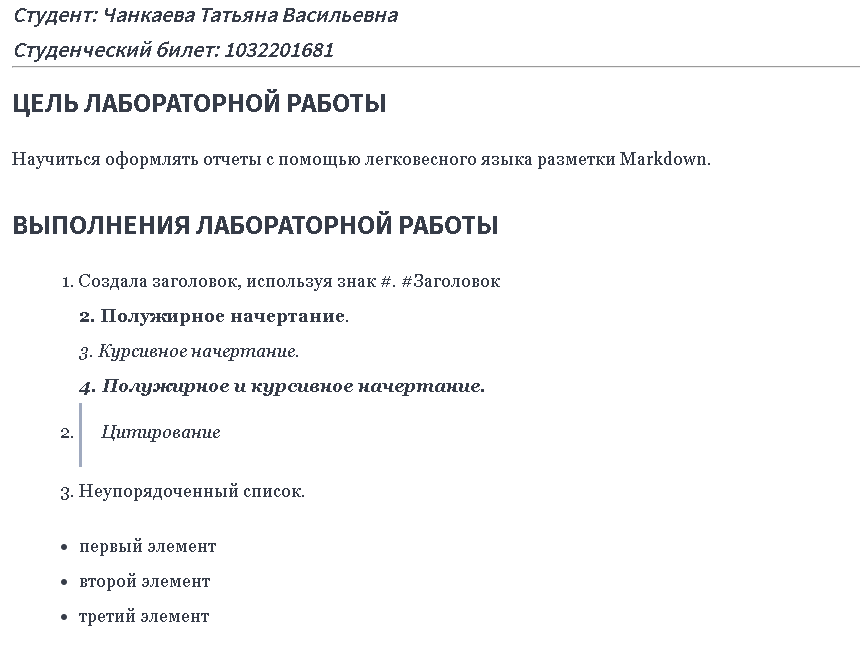 Студент: Чанкаева Татьяна Васильевна
Студенческий билет: 1032201681
ЦЕЛЬ ЛАБОРАТОРНОЙ РАБОТЫ
Научиться оформлять отчеты с помощью легковесного языка разметки Markdown.
ВЫПОЛНЕНИЯ ЛАБОРАТОРНОЙ РАБОТЫ
1. Создала заголовок, используя знак #. #Заголовок
2. Полужирное начертание.
3. Курсивное начертание.
4. Полужирное и курсивное начертание.
2. Цитирование
3. Неупорядоченный список.
• первый элемент
• второй элемент
• третий элемент